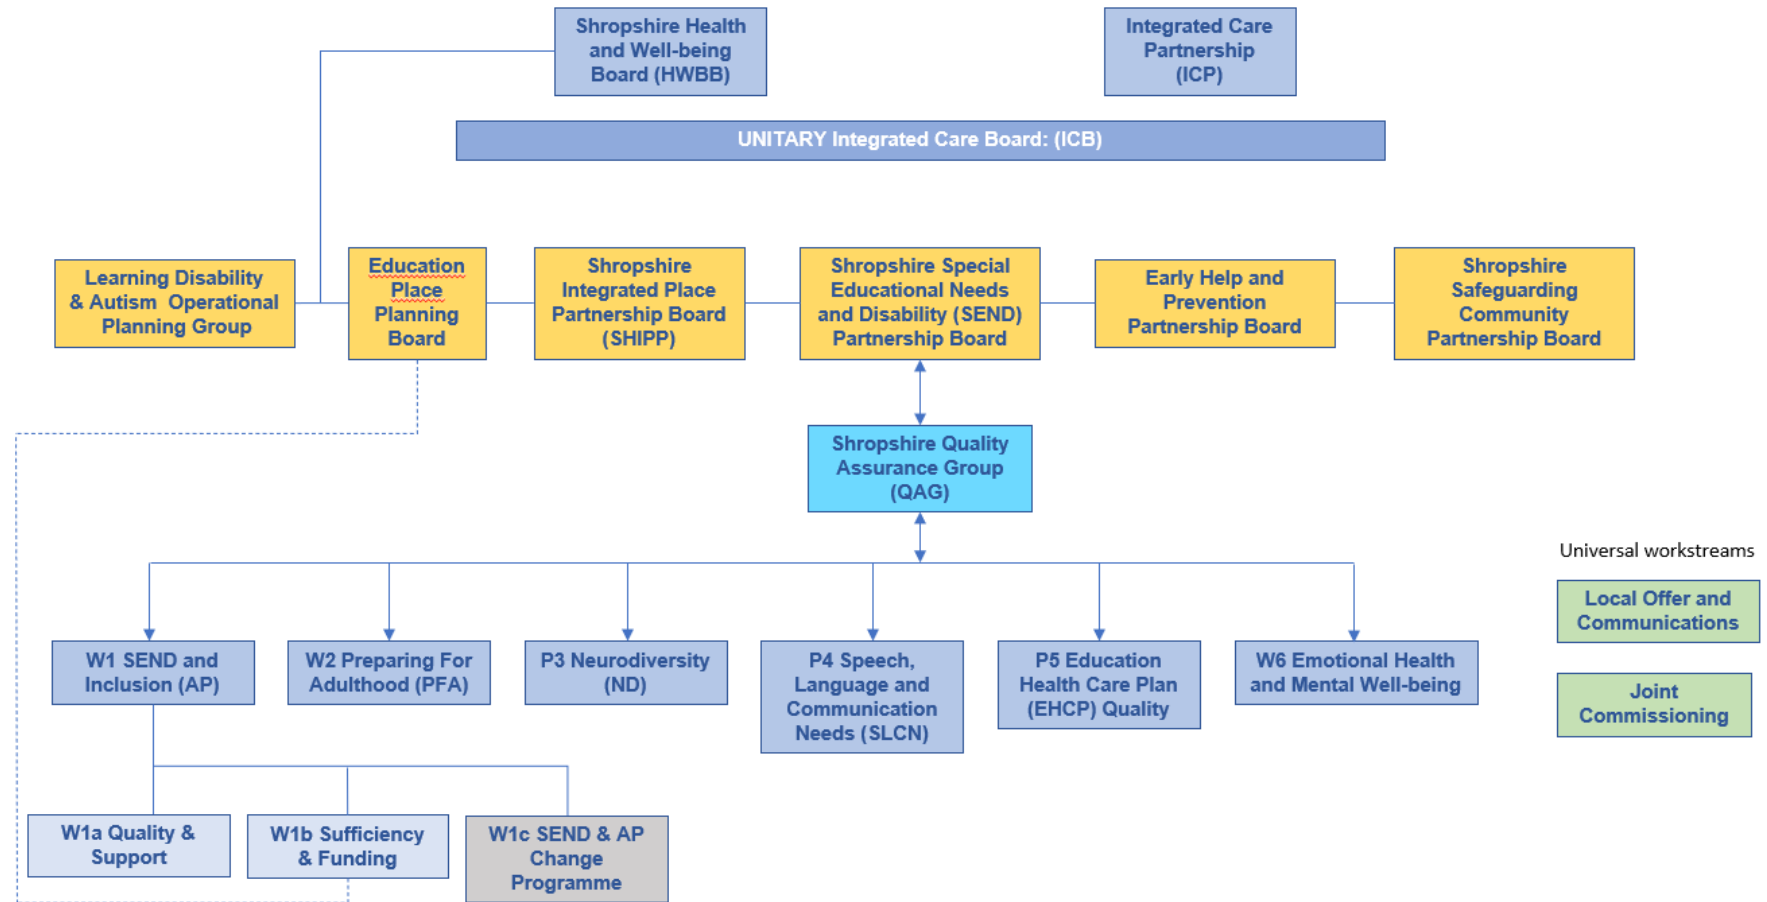 Shropshire Health
and Well-being
Board (HWBB)
Integrated Care
Partnership
(ICP)
UNITARY Integrated Care Board: (ICB)
Learning Disability
& Autism Operational
Planning Group
Education
Place
Planning
Board
Shropshire
Integrated Place
Partnership Board
(SHIPP)
Shropshire Special
Educational Needs
and Disability (SEND)
Partnership Board
Early Help and
Prevention
Partnership Board
Shropshire
Safeguarding
Community
Partnership Board
Shropshire Quality
Assurance Group
(QAG)
Universal workstreams
Local Offer and
Communications
Joint
Commissioning
W1 SEND and
Inclusion (AP)
W2 Preparing For
Adulthood (PFA)
P3 Neurodiversity
(ND)
P4 Speech,
Language and
Communication
Needs (SLCN)
P5 Education
Health Care Plan
(EHCP) Quality
W6 Emotional Health
and Mental Well-being
W1a Quality &
Support
W1b Sufficiency
& Funding
W1c SEND & AP
Change
Programme